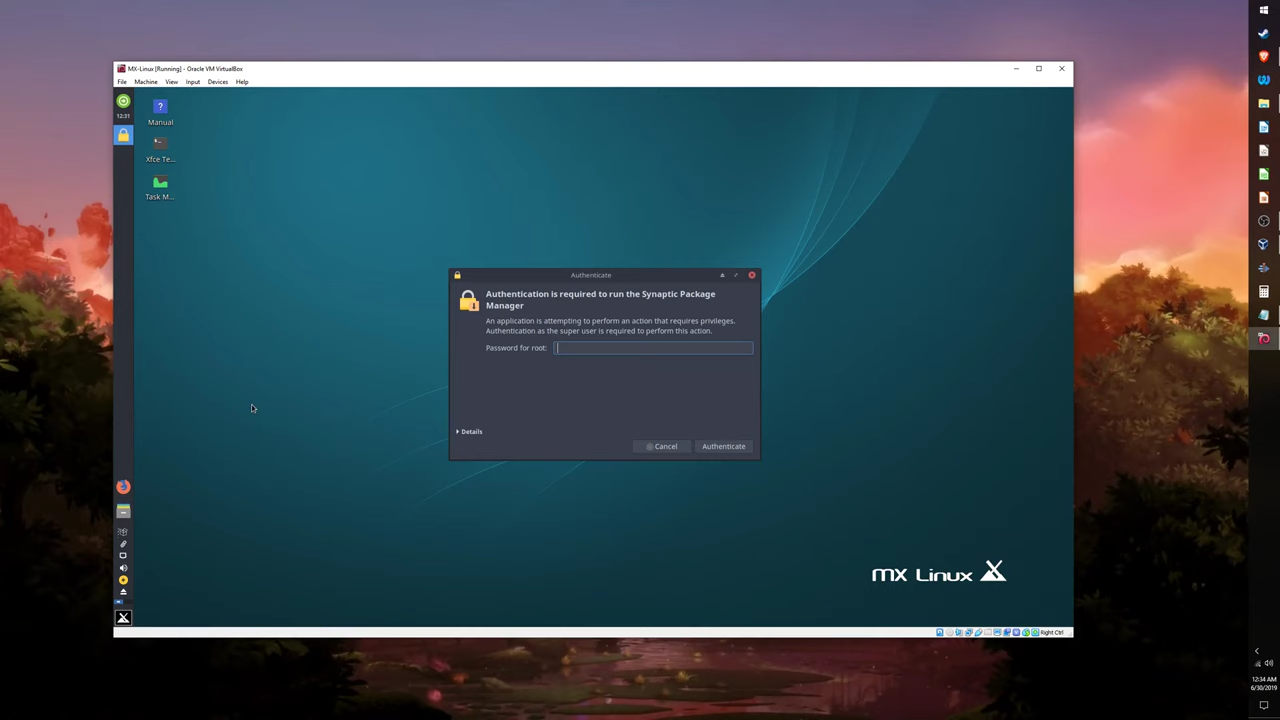 MX-Linux [Running] - Oracle VM VirtualBox
File Machine View Input Devices Help
12:31
Manual
Xfce Te...
Task M...
Authenticate
Authentication is required to run the Synaptic Package
Manager
An application is attempting to perform an action that requires privileges.
Authentication as the super user is required to perform this action.
Password for root:
Details
Cancel
Authenticate
MX Linux
Right Ctrl
12:34 AM
6/30/2019